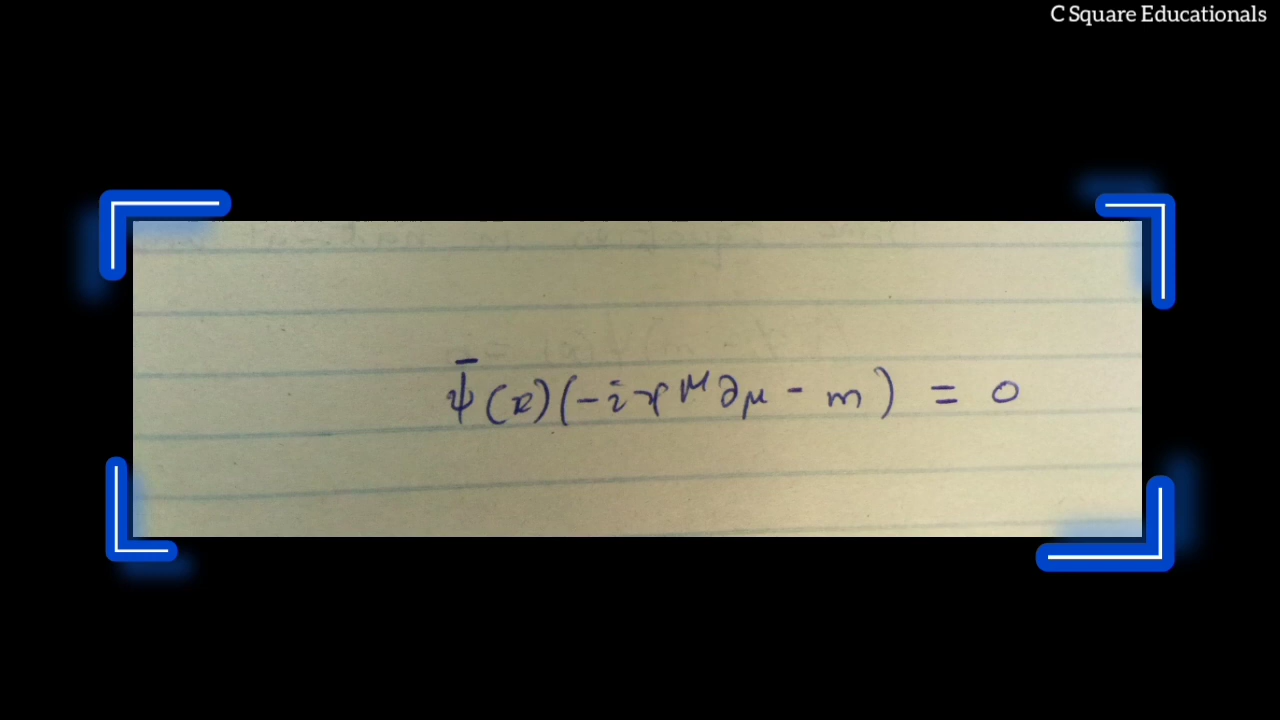 C Square Educationals
ψ̄(x)(-iγ^μ ∂_μ - m) = 0